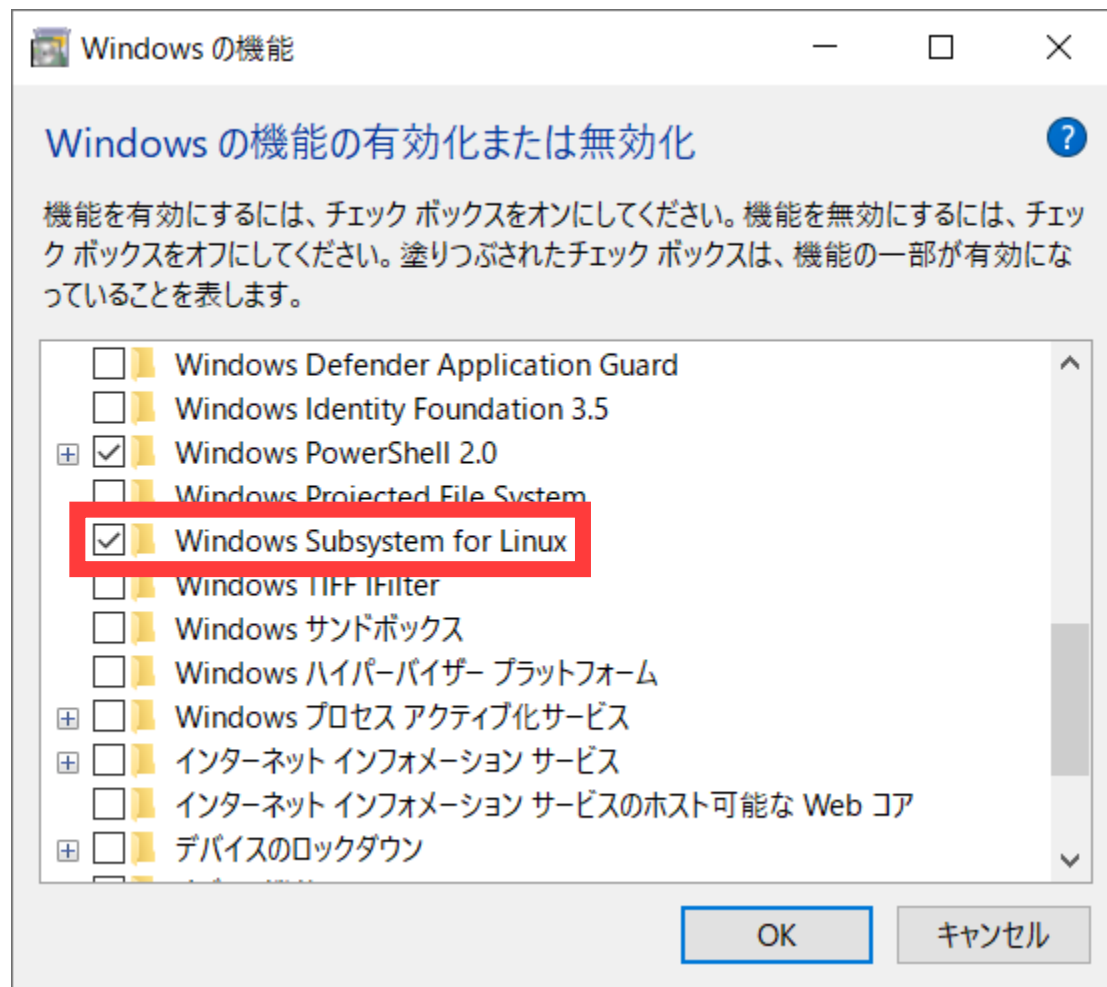 Windows の機能
Windows の機能の有効化または無効化
機能を有効にするには、チェック ボックスをオンにしてください。機能を無効にするには、チェッ
ク ボックスをオフにしてください。塗りつぶされたチェック ボックスは、機能の一部が有効にな
っていることを表します。
Windows Defender Application Guard
Windows Identity Foundation 3.5
Windows PowerShell 2.0
Windows Projected File System
Windows Subsystem for Linux
Windows TIFF IFilter
Windows サンドボックス
Windows ハイパーバイザー プラットフォーム
Windows プロセス アクティブ化サービス
インターネット インフォメーション サービス
インターネット インフォメーション サービスのホスト可能な Web コア
デバイスのロックダウン
OK
キャンセル